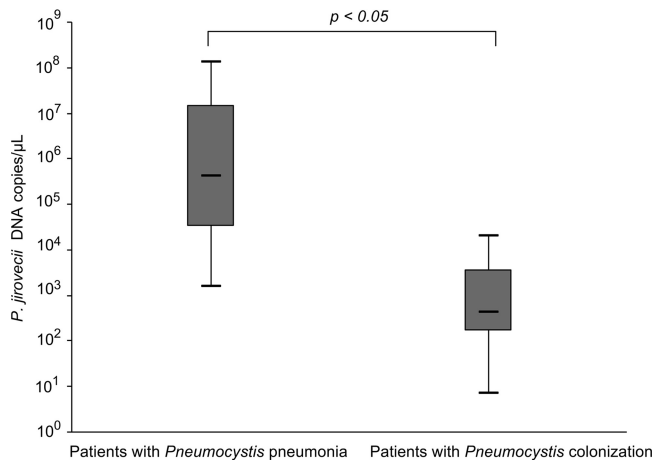 p < 0.05
10⁹
10⁸
10⁷
10⁶
10⁵
10⁴
10³
10²
10¹
10⁰
P. jirovecii DNA copies/µL
Patients with Pneumocystis pneumonia
Patients with Pneumocystis colonization